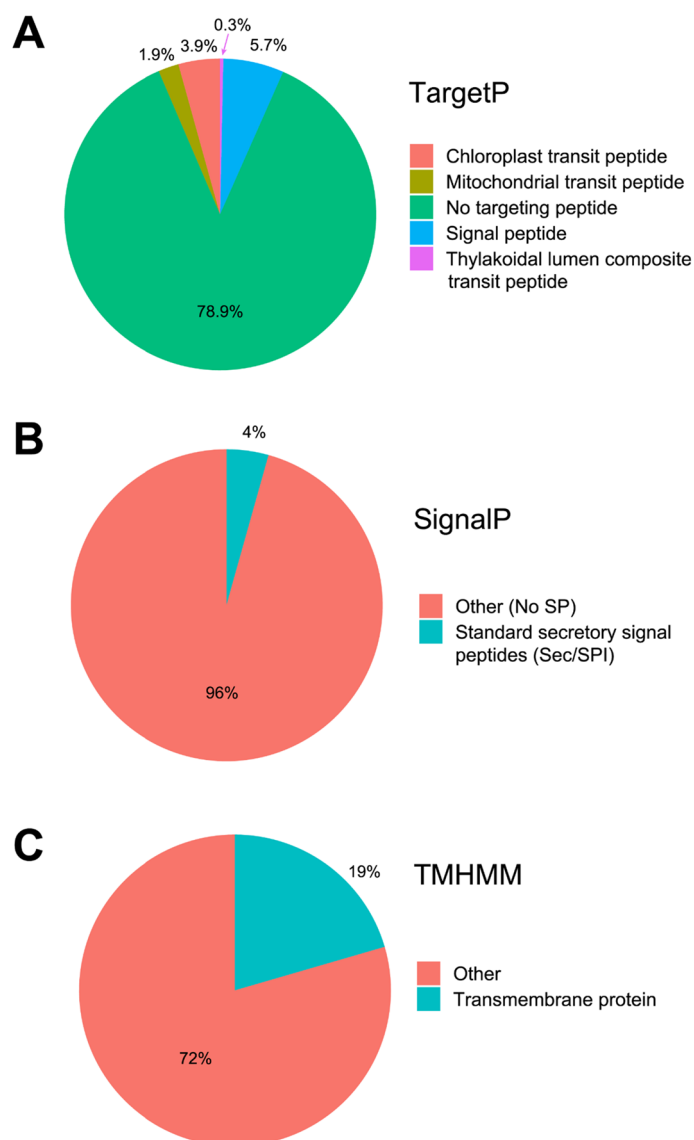 A
0.3%
1.9%
3.9%
5.7%
78.9%
TargetP
Chloroplast transit peptide
Mitochondrial transit peptide
No targeting peptide
Signal peptide
Thylakoidal lumen composite
transit peptide
B
4%
96%
SignalP
Other (No SP)
Standard secretory signal
peptides (Sec/SPI)
C
19%
72%
TMHMM
Other
Transmembrane protein